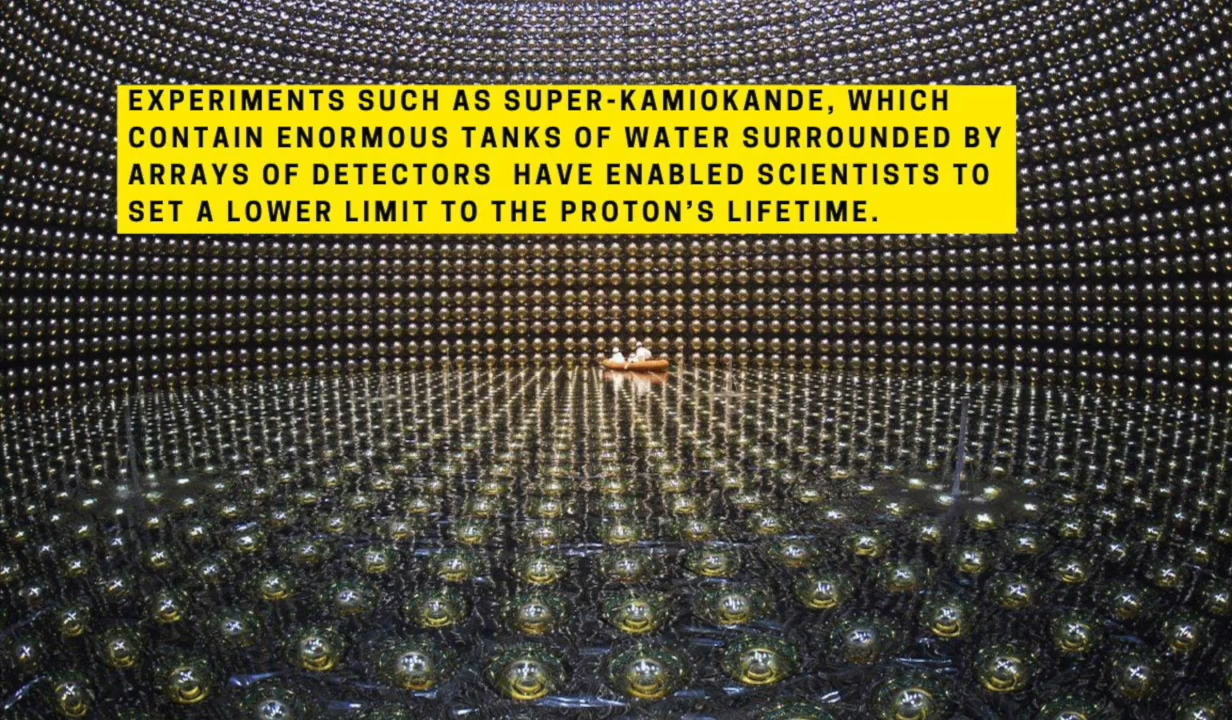 EXPERIMENTS SUCH AS SUPER-KAMIOKANDE, WHICH
CONTAIN ENORMOUS TANKS OF WATER SURROUNDED BY
ARRAYS OF DETECTORS  HAVE ENABLED SCIENTISTS TO
SET A LOWER LIMIT TO THE PROTON’S LIFETIME.